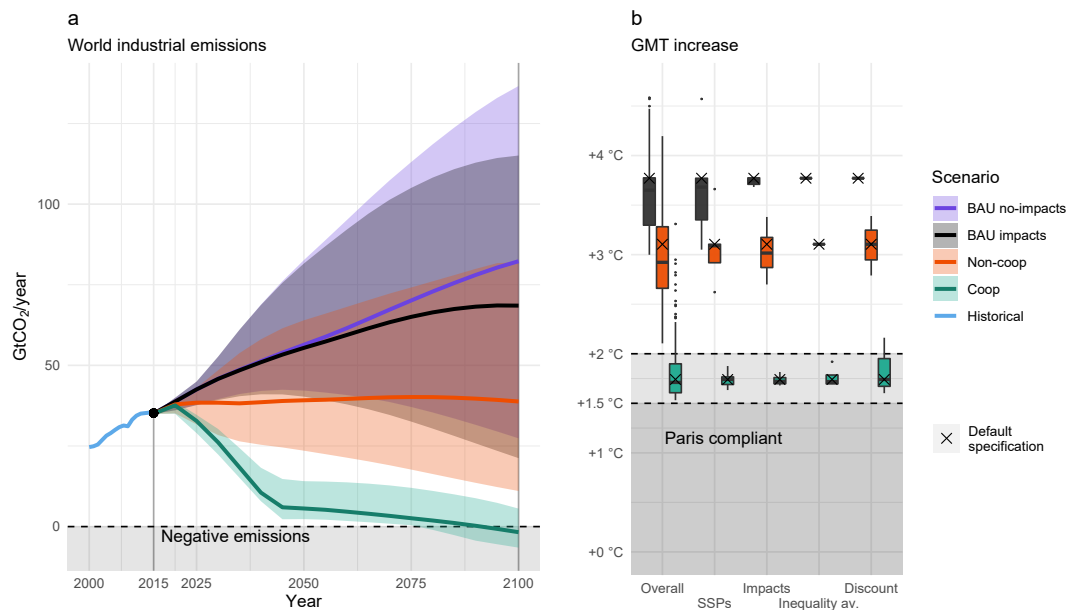 a
World industrial emissions
GtCO2/year
100
50
0
Negative emissions
2000
2015
2025
2050
2075
2100
Year
b
GMT increase
+4 °C
+3 °C
+2 °C
+1.5 °C
+1 °C
+0 °C
Paris compliant
Overall
SSPs
Impacts
Inequality av.
Discount
Scenario
BAU no-impacts
BAU impacts
Non-coop
Coop
Historical
Default
specification